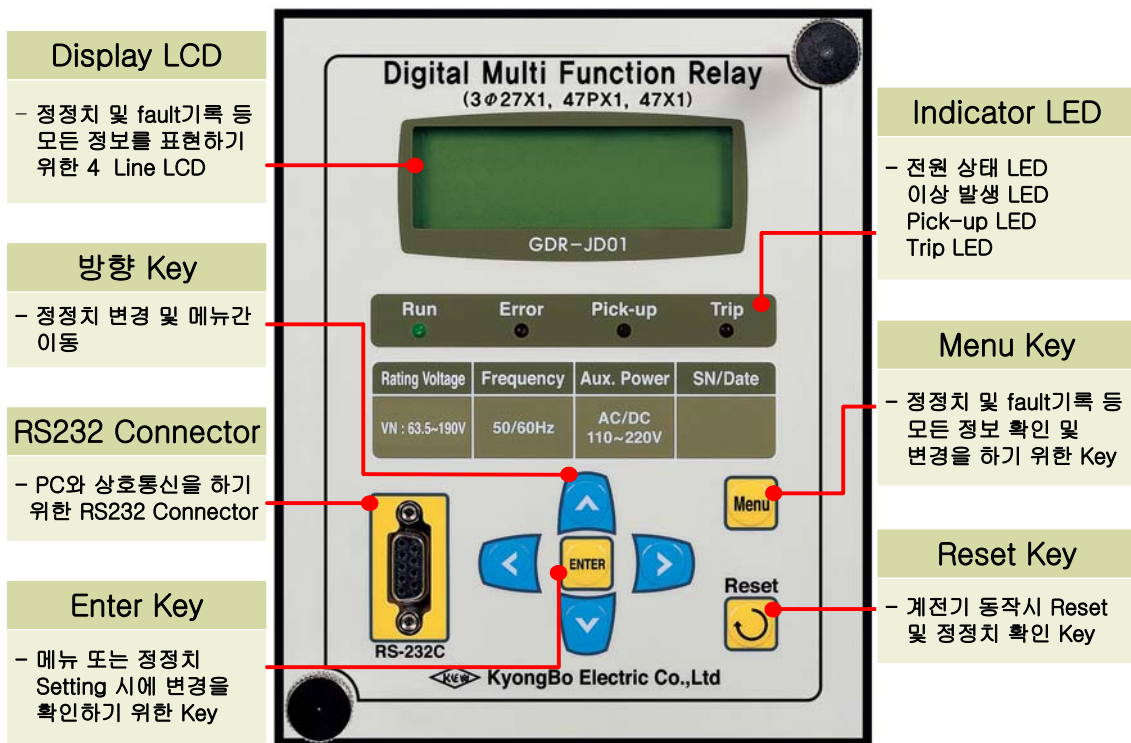 Display LCD
- 정정치 및 fault기록 등
모든 정보를 표현하기
위한 4 Line LCD
방향 Key
- 정정치 변경 및 메뉴간
이동
RS232 Connector
- PC와 상호통신을 하기
위한 RS232 Connector
Enter Key
- 메뉴 또는 정정치
Setting 시에 변경을
확인하기 위한 Key
Digital Multi Function Relay
(3Φ27X1, 47PX1, 47X1)
GDR-JD01
Run Error Pick-up Trip
Rating Voltage Frequency Aux. Power SN/Date
VN : 63.5~190V 50/60Hz AC/DC
110~220V
Menu
ENTER
Reset
RS-232C
KEW KyongBo Electric Co.,Ltd
Indicator LED
- 전원 상태 LED
이상 발생 LED
Pick-up LED
Trip LED
Menu Key
- 정정치 및 fault기록 등
모든 정보 확인 및
변경을 하기 위한 Key
Reset Key
- 계전기 동작시 Reset
및 정정치 확인 Key